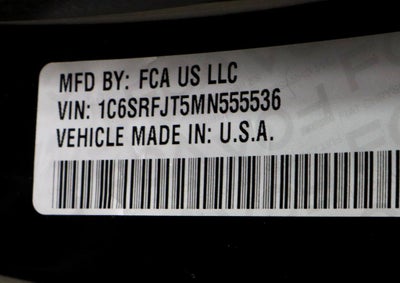 MFD BY: FCA US LLC
VIN: 1C6SRFJT5MN555536
VEHICLE MADE IN: U.S.A.